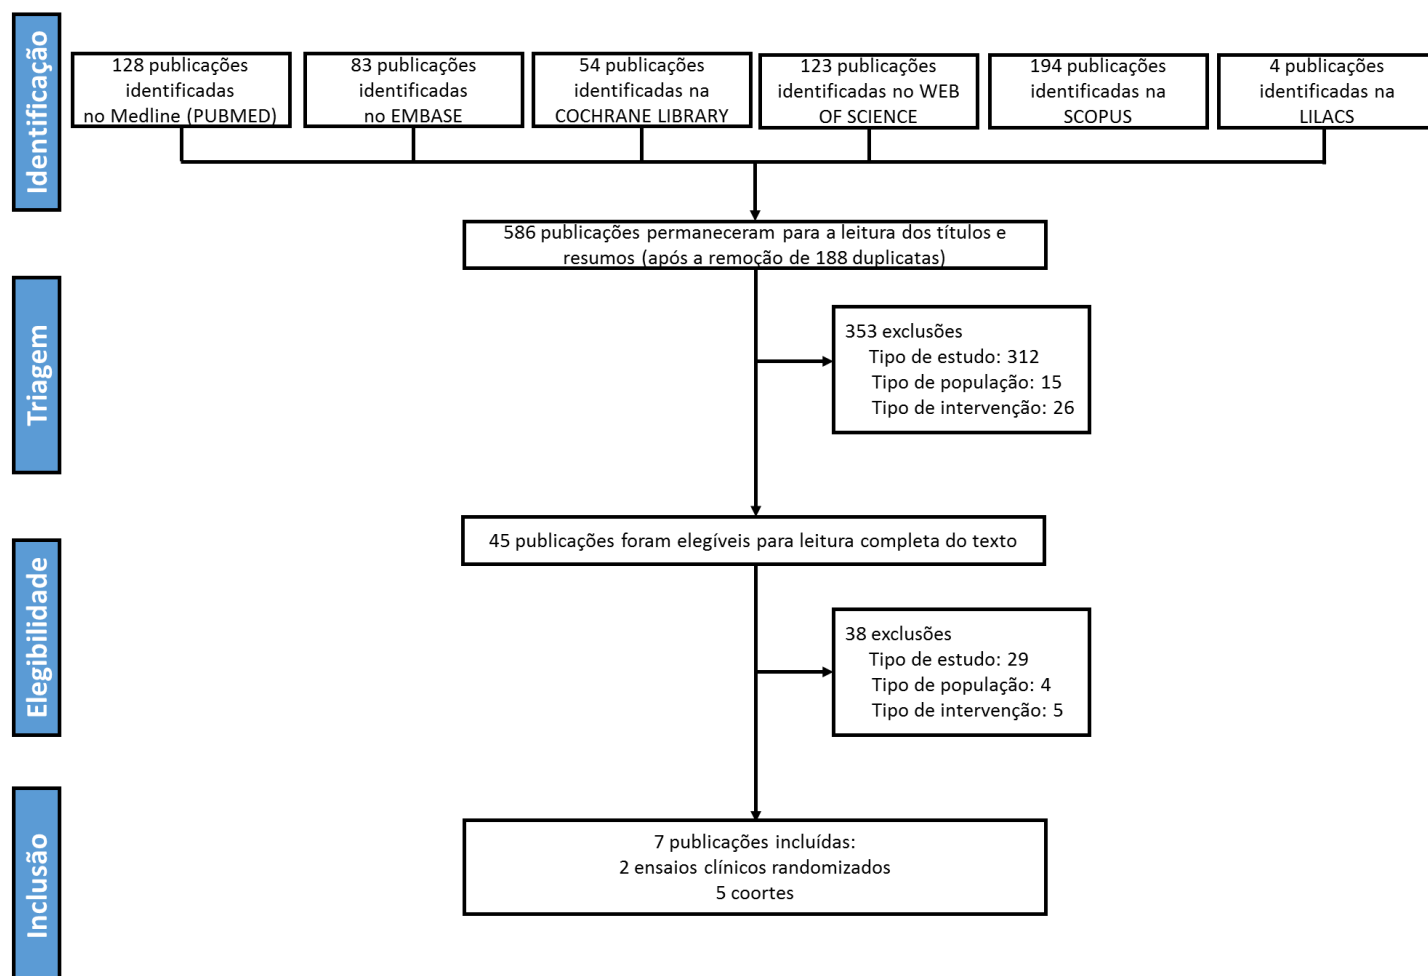 Identificação
128 publicações
identificadas
no Medline (PUBMED)
83 publicações
identificadas
no EMBASE
54 publicações
identificadas na
COCHRANE LIBRARY
123 publicações
identificadas no WEB
OF SCIENCE
194 publicações
identificadas na
SCOPUS
4 publicações
identificadas na
LILACS
586 publicações permaneceram para a leitura dos títulos e
resumos (após a remoção de 188 duplicatas)
Triagem
353 exclusões
Tipo de estudo: 312
Tipo de população: 15
Tipo de intervenção: 26
45 publicações foram elegíveis para leitura completa do texto
Elegibilidade
38 exclusões
Tipo de estudo: 29
Tipo de população: 4
Tipo de intervenção: 5
Inclusão
7 publicações incluídas:
2 ensaios clínicos randomizados
5 coortes